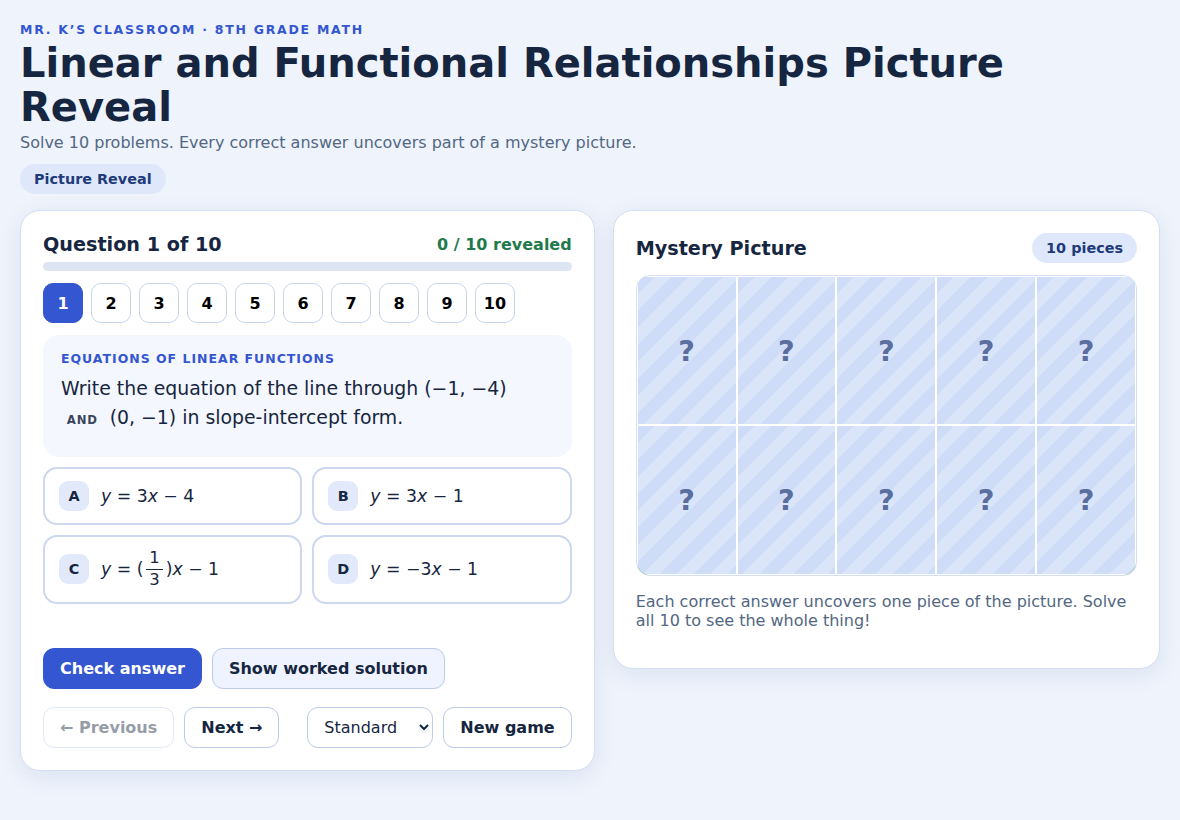 MR. K’S CLASSROOM · 8TH GRADE MATH
Linear and Functional Relationships Picture
Reveal
Solve 10 problems. Every correct answer uncovers part of a mystery picture.
Picture Reveal
Question 1 of 10
0 / 10 revealed
1 2 3 4 5 6 7 8 9 10
EQUATIONS OF LINEAR FUNCTIONS
Write the equation of the line through (−1, −4)
AND (0, −1) in slope-intercept form.
A y = 3x − 4
B y = 3x − 1
C y = (1/3)x − 1
D y = −3x − 1
Check answer
Show worked solution
← Previous
Next →
Standard
New game
Mystery Picture
10 pieces
? ? ? ? ?
? ? ? ? ?
Each correct answer uncovers one piece of the picture. Solve
all 10 to see the whole thing!